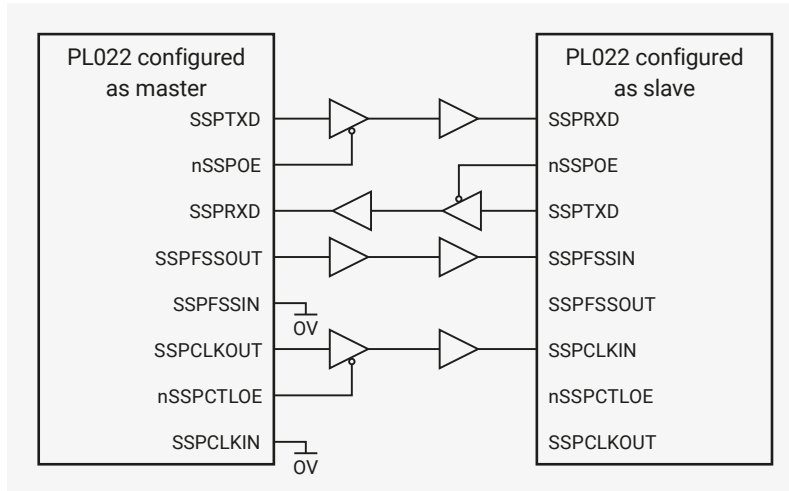 PL022 configured
as master
PL022 configured
as slave
SSPTXD
SSPRXD
nSSPOE
nSSPOE
SSPRXD
SSPTXD
SSPFSSOUT
SSPFSSIN
SSPFSSIN
0V
SSPFSSOUT
SSPCLKOUT
SSPCLKIN
nSSPCTLOE
nSSPCTLOE
SSPCLKIN
0V
SSPCLKOUT